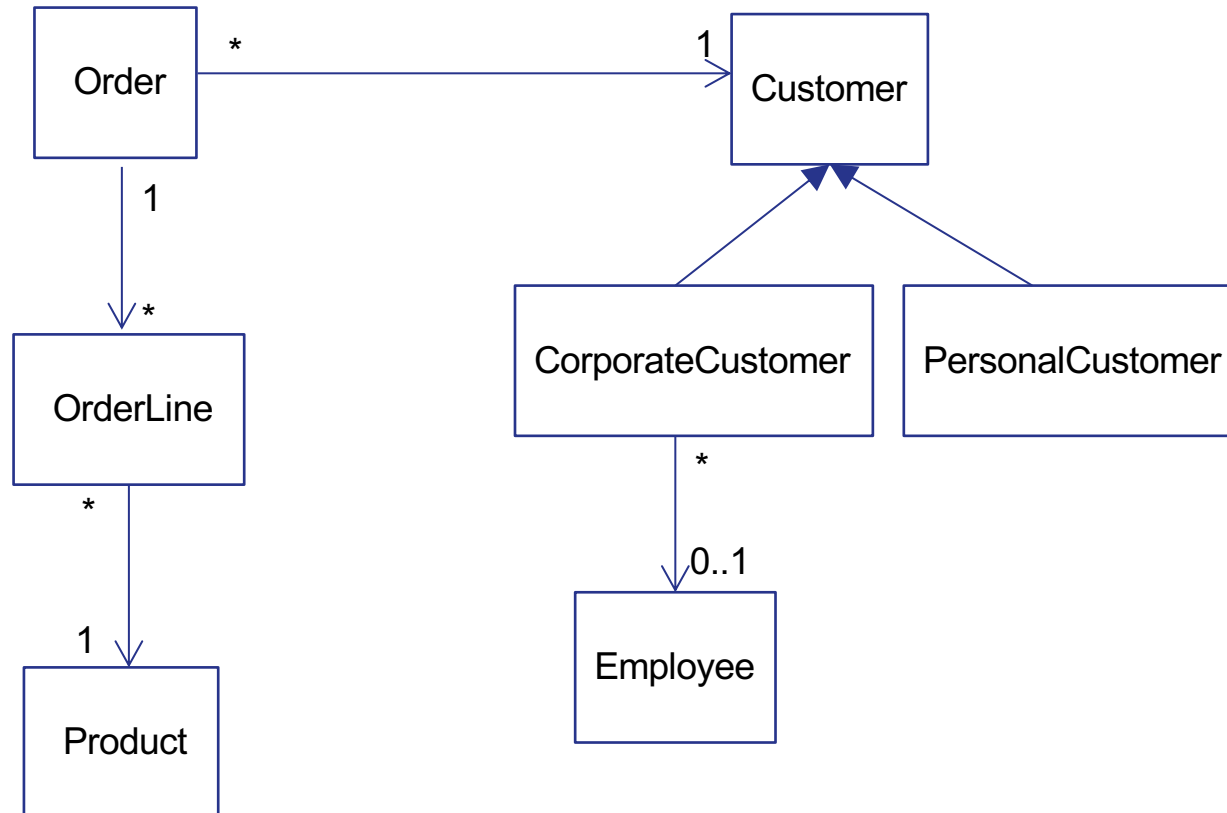 Order
*
1
Customer
1
*
CorporateCustomer
PersonalCustomer
OrderLine
*
*
0..1
1
Employee
Product